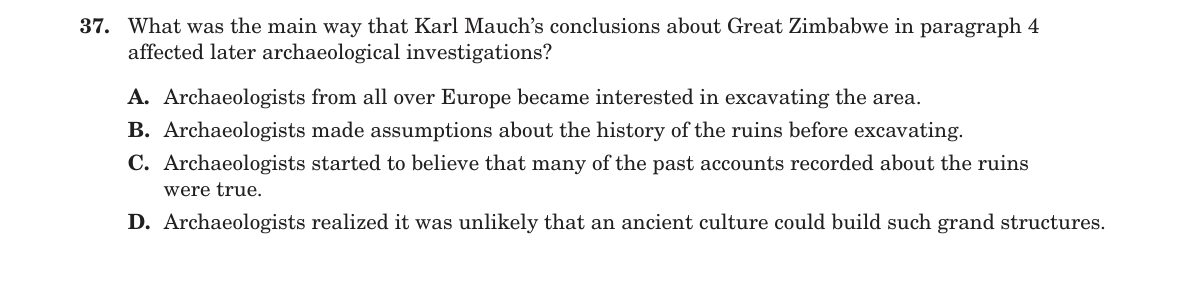 37. What was the main way that Karl Mauch’s conclusions about Great Zimbabwe in paragraph 4
affected later archaeological investigations?
A. Archaeologists from all over Europe became interested in excavating the area.
B. Archaeologists made assumptions about the history of the ruins before excavating.
C. Archaeologists started to believe that many of the past accounts recorded about the ruins
were true.
D. Archaeologists realized it was unlikely that an ancient culture could build such grand structures.